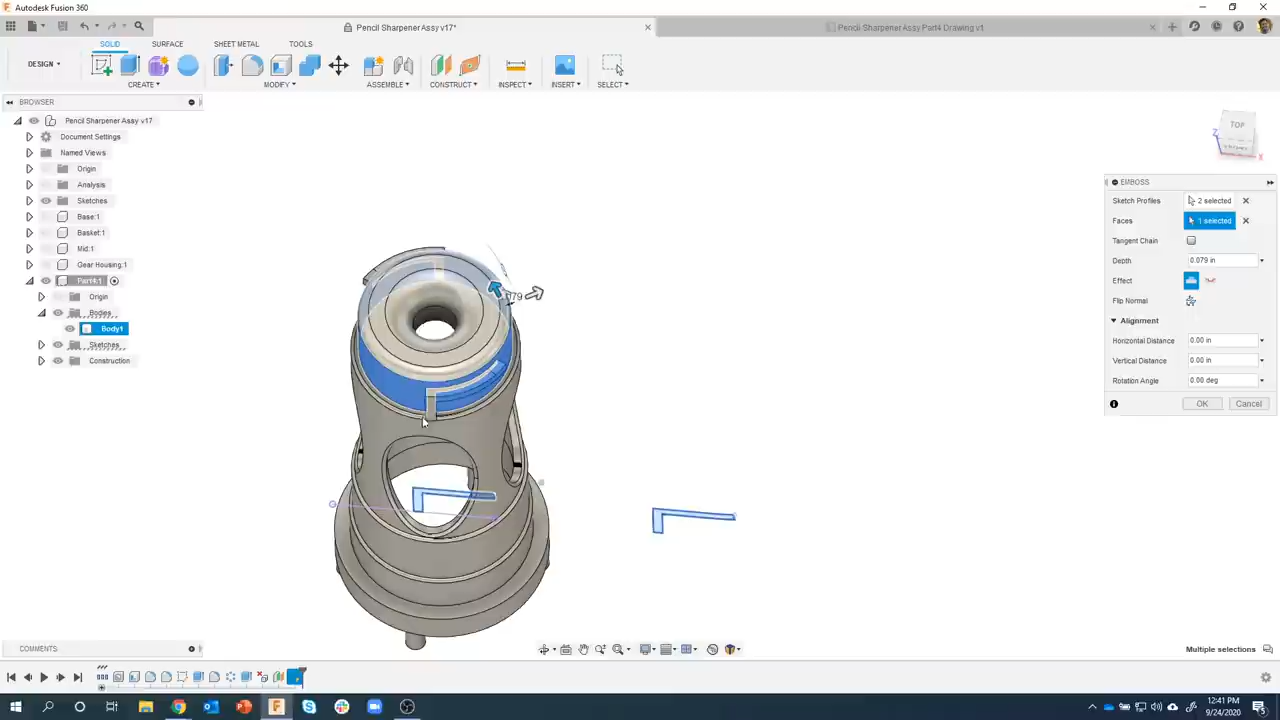 Autodesk Fusion 360
Pencil Sharpener Assy v17*
Pencil Sharpener Assy Part4 Drawing v1
SOLID
SURFACE
SHEET METAL
TOOLS
DESIGN
CREATE
MODIFY
ASSEMBLE
CONSTRUCT
INSPECT
INSERT
SELECT
BROWSER
Pencil Sharpener Assy v17
Document Settings
Named Views
Origin
Analysis
Sketches
Base:1
Basket:1
Mid:1
Gear Housing:1
Part4:1
Origin
Bodies
Body1
Sketches
Construction
TOP
Z
X
79
EMBOSS
Sketch Profiles 2 selected
Faces 1 selected
Tangent Chain
Depth 0.079 in
Effect
Flip Normal
Alignment
Horizontal Distance 0.00 in
Vertical Distance 0.00 in
Rotation Angle 0.00 deg
OK Cancel
COMMENTS
Multiple selections
12:41 PM
9/24/2020